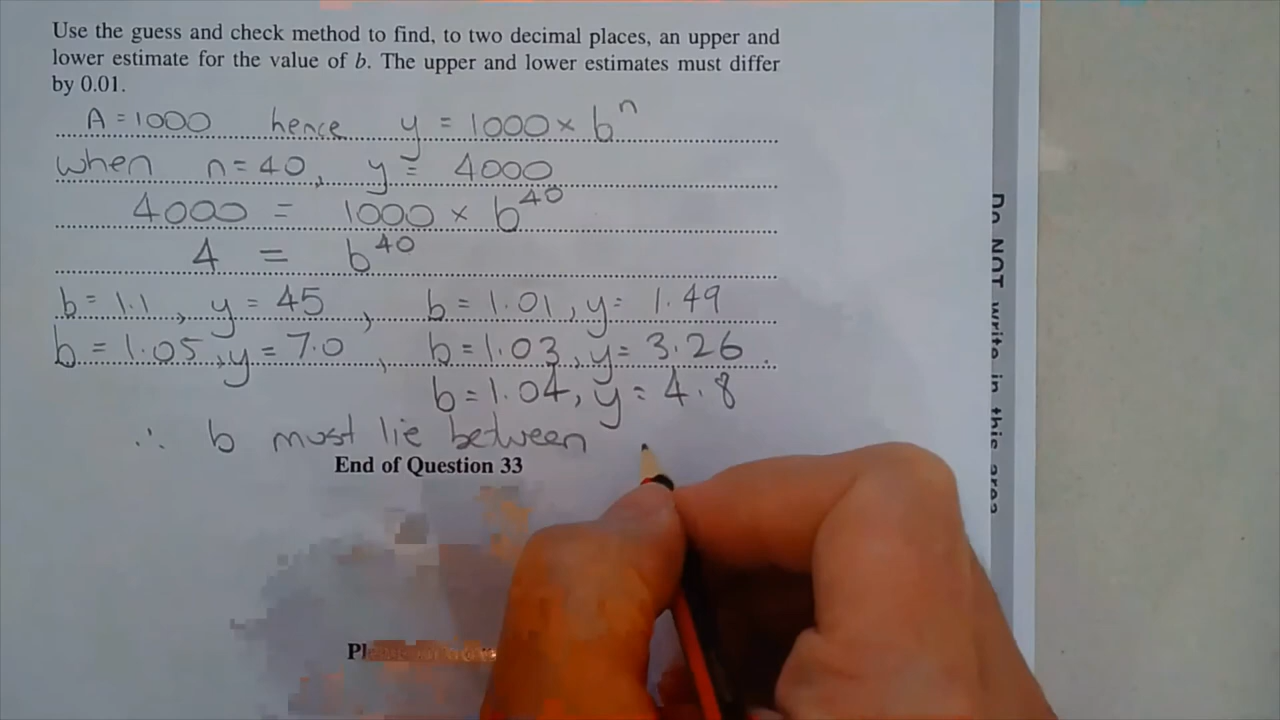 Use the guess and check method to find, to two decimal places, an upper and
lower estimate for the value of b. The upper and lower estimates must differ
by 0.01.
A = 1000 hence y = 1000 × bⁿ
when n = 40, y = 4000
4000 = 1000 × b⁴⁰
4 = b⁴⁰
b = 1.1, y = 45, b = 1.01, y = 1.49
b = 1.05, y = 7.0, b = 1.03, y = 3.26.
b = 1.04, y = 4.8
∴ b must lie between
End of Question 33
Do NOT write in this area